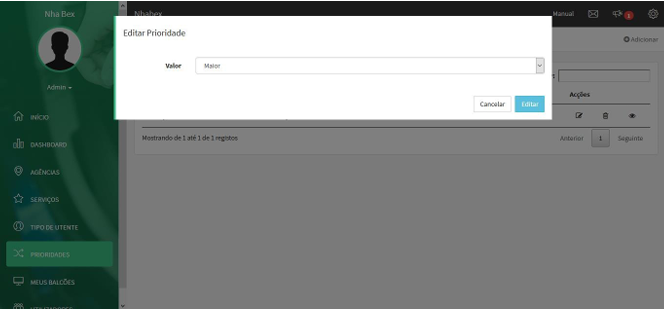 Nha Bex
Nhabex
Manual
1
Editar Prioridade
Adicionar
Valor
Maior
Admin
Acções
Cancelar
Editar
INÍCIO
Mostrando de 1 até 1 de 1 registos
Anterior
1
Seguinte
DASHBOARD
AGÊNCIAS
SERVIÇOS
TIPO DE UTENTE
PRIORIDADES
MEUS BALCÕES
UTILIZADORES